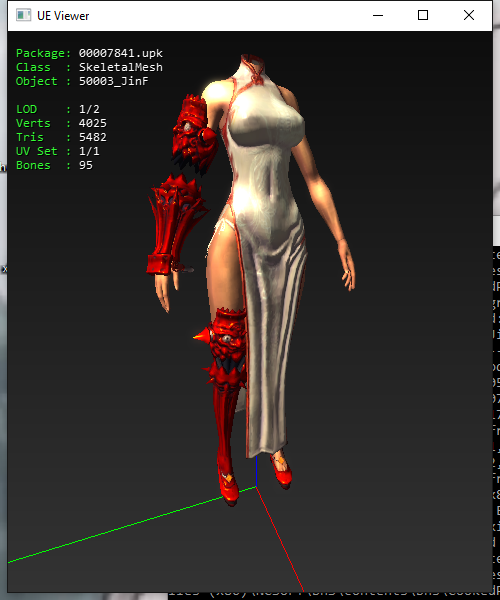 UE Viewer
Package: 00007841.upk
Class : SkeletalMesh
Object : 50003_JinF
LOD : 1/2
Verts : 4025
Tris : 5482
UV Set : 1/1
Bones : 95